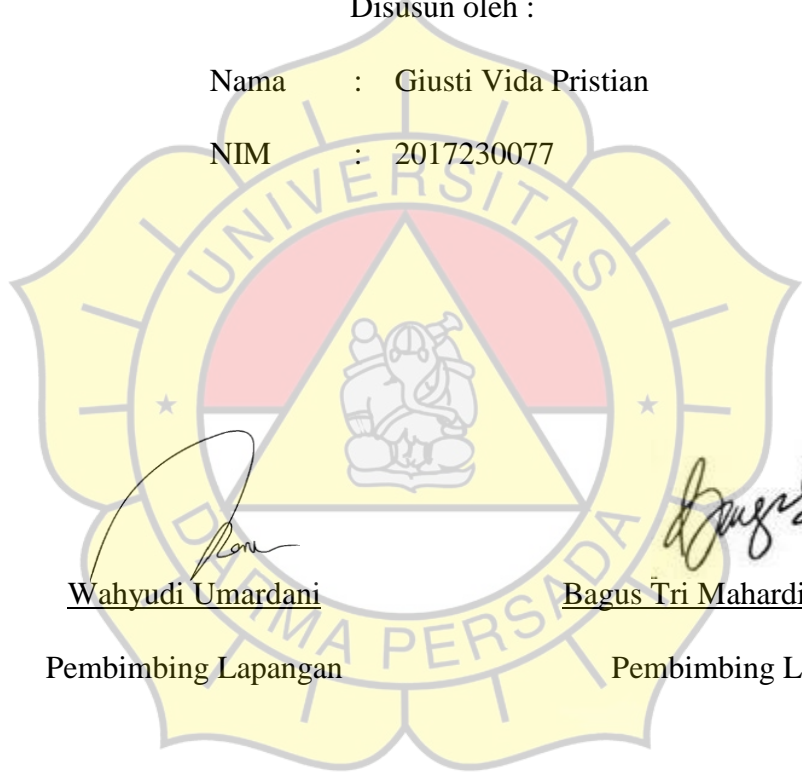 Disusun oleh :
Nama : Giusti Vida Pristian
NIM : 2017230077
UNIVERSITAS
DARMA PERSADA
Wahyudi Umardani Bagus Tri Mahardi
Pembimbing Lapangan Pembimbing L